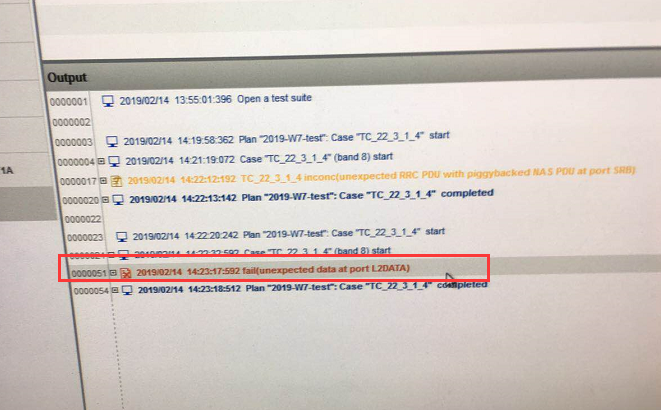 Output
0000001 2019/02/14 13:55:01:396 Open a test suite
0000002
0000003 2019/02/14 14:19:58:362 Plan "2019-W7-test": Case "TC_22_3_1_4" start
0000004 2019/02/14 14:21:19:072 Case "TC_22_3_1_4" (band 8) start
1A
0000017 2019/02/14 14:22:12:192 TC_22_3_1_4 inconc(unexpected RRC PDU with piggybacked NAS PDU at port SRB)
0000020 2019/02/14 14:22:13:142 Plan "2019-W7-test": Case "TC_22_3_1_4" completed
0000022
0000023 2019/02/14 14:22:20:242 Plan "2019-W7-test": Case "TC_22_3_1_4" start
0000024 2019/02/14 14:22:32:592 Case "TC_22_3_1_4" (band 8) start
0000051 2019/02/14 14:23:17:592 fail(unexpected data at port L2DATA)
0000054 2019/02/14 14:23:18:512 Plan "2019-W7-test": Case "TC_22_3_1_4" completed